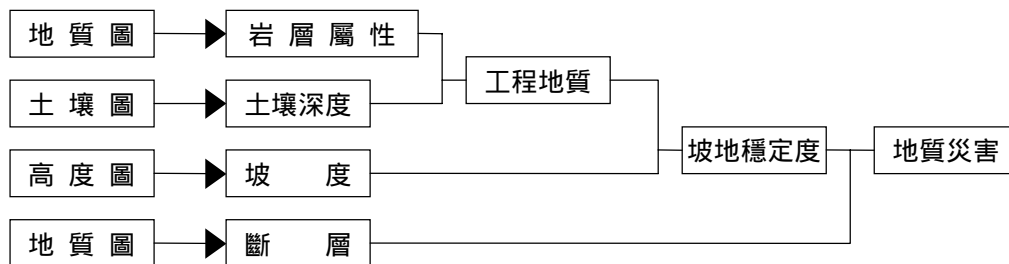 地質圖
岩層屬性
工程地質
土壤圖
土壤深度
坡地穩定度
地質災害
高度圖
坡度
地質圖
斷層